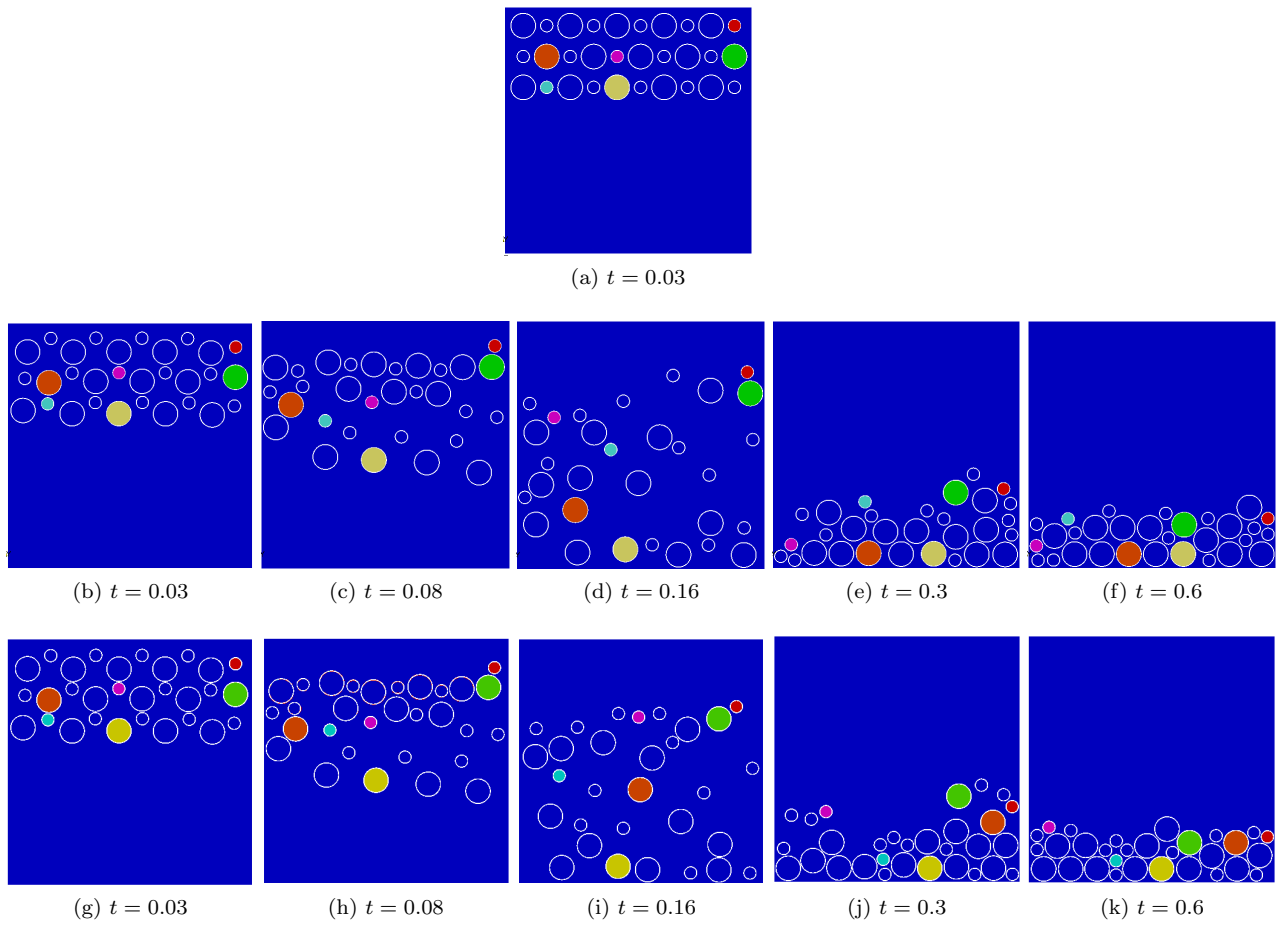 (a) t = 0.03
(b) t = 0.03
(c) t = 0.08
(d) t = 0.16
(e) t = 0.3
(f) t = 0.6
(g) t = 0.03
(h) t = 0.08
(i) t = 0.16
(j) t = 0.3
(k) t = 0.6